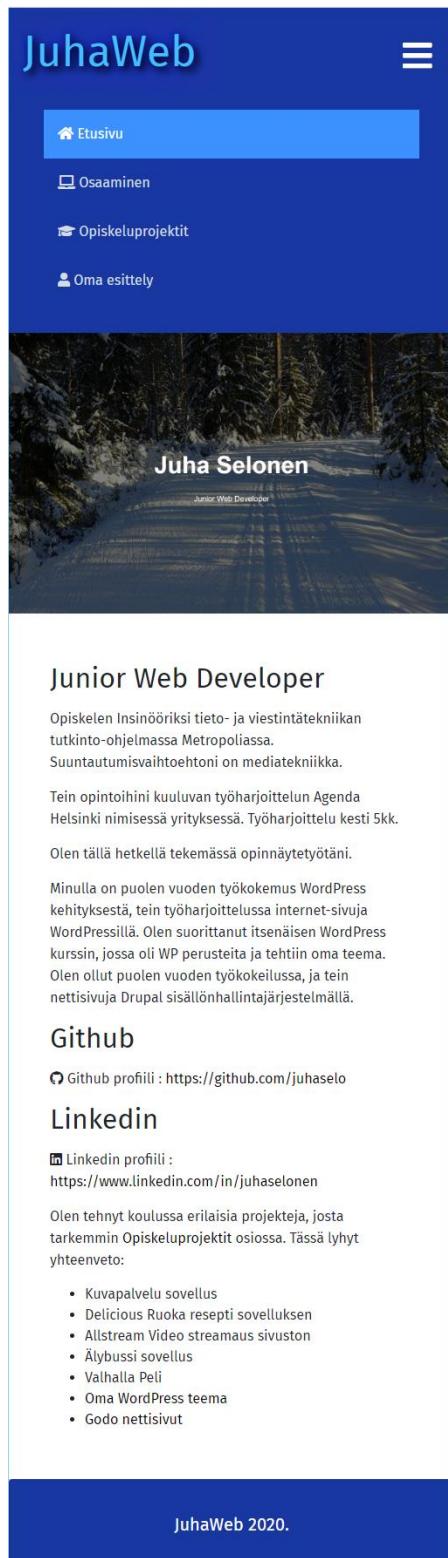 JuhaWeb
Etusivu
Osaaminen
Opiskeluprojektit
Oma esittely
Juha Selonen
Junior Web Developer
Junior Web Developer
Opiskelen Insinööriksi tieto- ja viestintätekniikan
tutkinto-ohjelmassa Metropoliassa.
Suuntautumisvaihtoehtoni on mediatekniikka.
Tein opintoihini kuuluvan työharjoittelun Agenda
Helsinki nimisessä yrityksessä. Työharjoittelu kesti 5kk.
Olen tällä hetkellä tekemässä opinnäytetyötäni.
Minulla on puolen vuoden työkokemus WordPress
kehityksestä, tein työharjoittelussa internet-sivuja
WordPressillä. Olen suorittanut itsenäisen WordPress
kurssin, jossa oli WP perusteita ja tehtiin oma teema.
Olen ollut puolen vuoden työkokeilussa, ja tein
nettisivuja Drupal sisällönhallintajärjestelmällä.
Github
Github profiili : https://github.com/juhaselo
Linkedin
Linkedin profiili :
https://www.linkedin.com/in/juhaselonen
Olen tehnyt koulussa erilaisia projekteja, josta
tarkemmin Opiskeluprojektit osiossa. Tässä lyhyt
yhteenveto:
• Kuvapalvelu sovellus
• Delicious Ruoka resepti sovelluksen
• Allstream Video streamaus sivuston
• Älybussi sovellus
• Valhalla Peli
• Oma WordPress teema
• Godo nettisivut
JuhaWeb 2020.